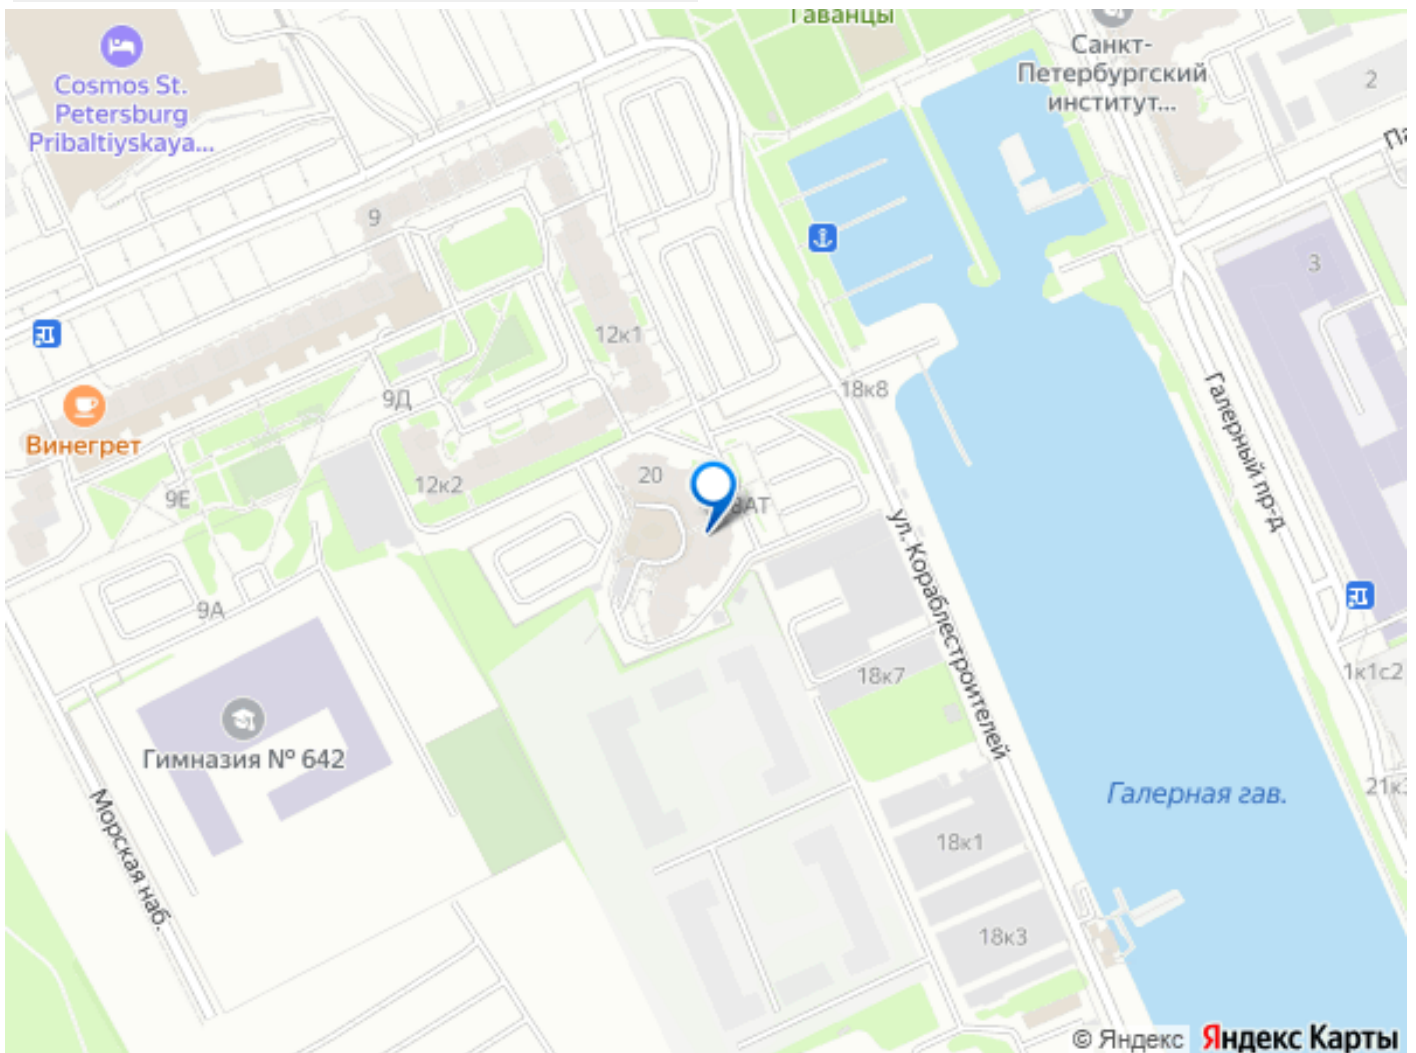 Гаванцы
Cosmos St.
Petersburg
Pribaltiyskaya...
Санкт-
Петербургский
институт...
2
9
3
12к1
18к8
9Д
Винегрет
Галерный пр-д
20
12к2
9Е
ул. Кораблестроителей
9А
18к7
1к1с2
Гимназия № 642
Морская наб.
Галерная гав.
21к3
18к1
18к3
© Яндекс Яндекс Карты